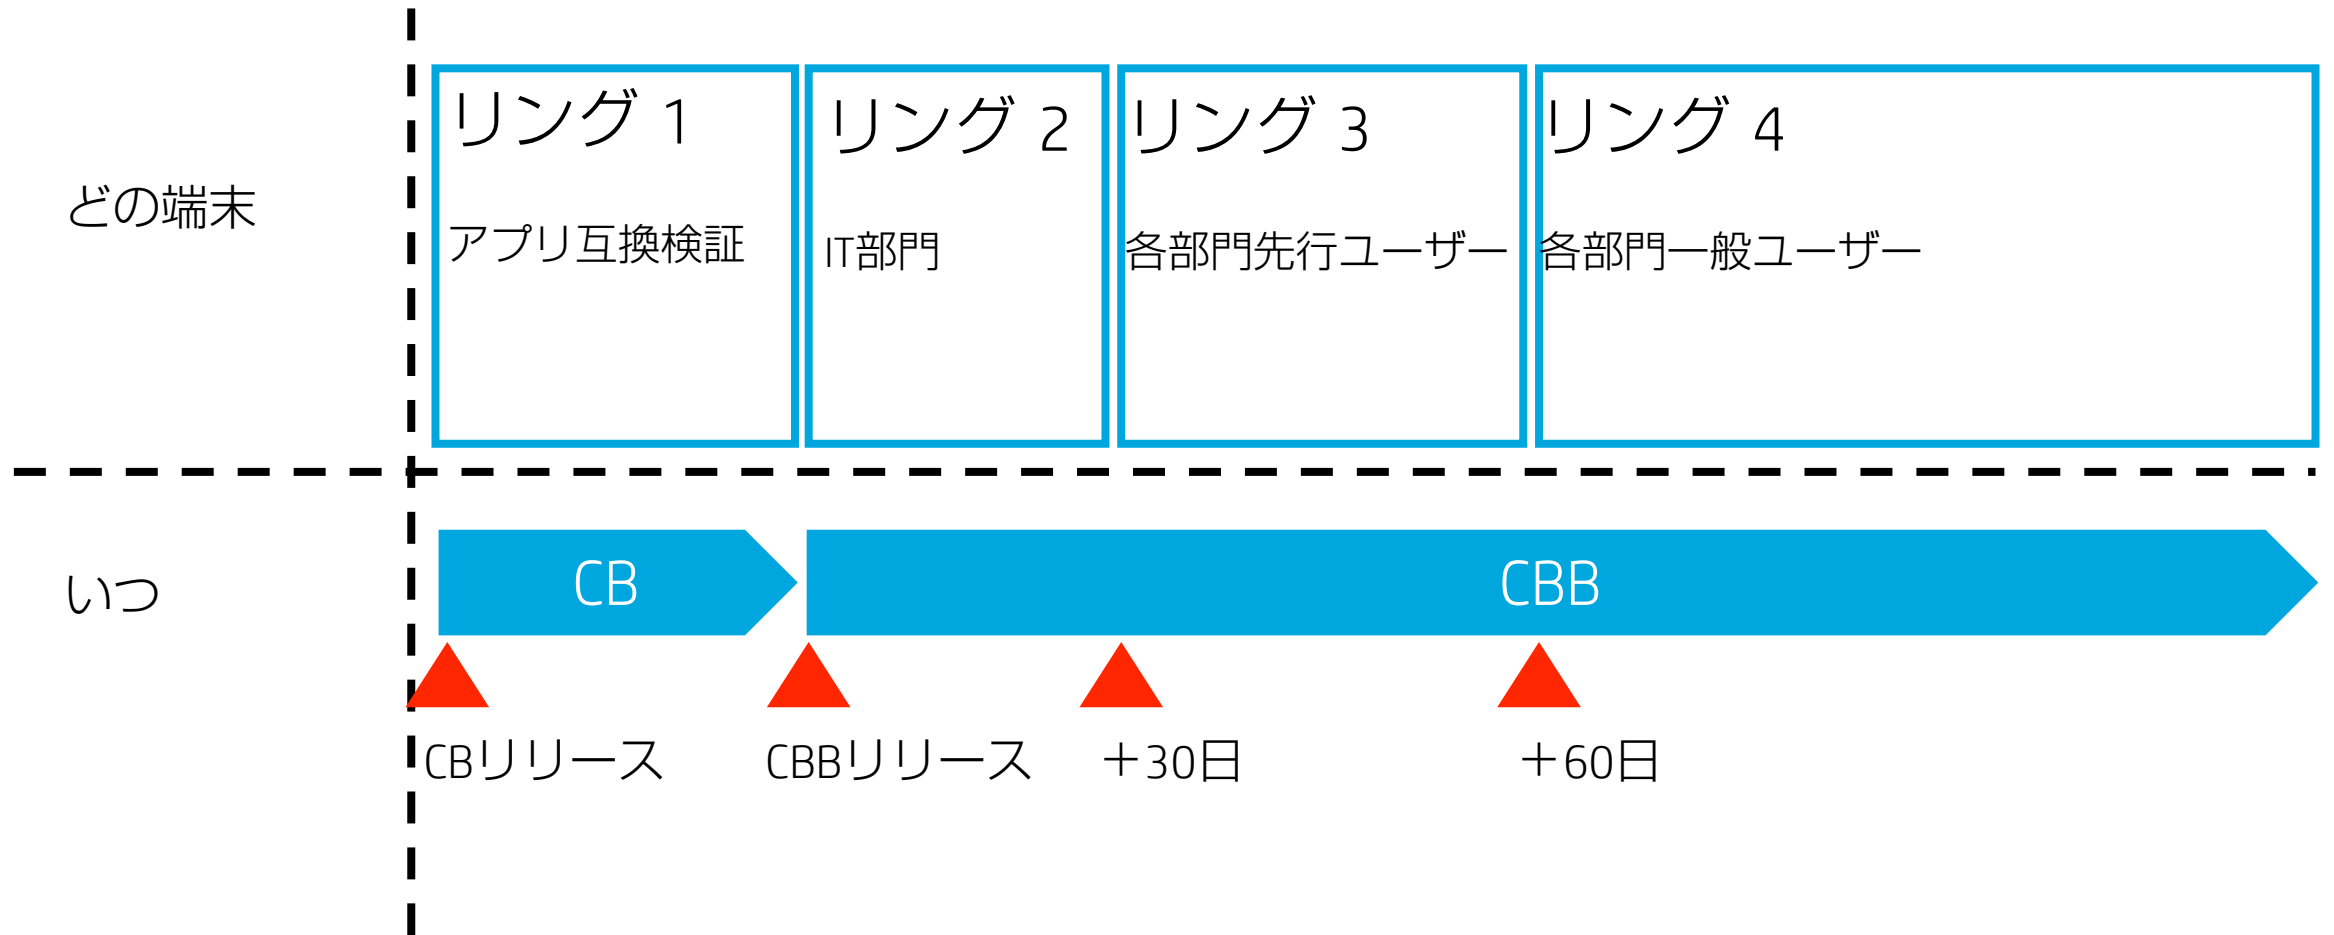 どの端末
リング 1
アプリ互換検証
リング 2
IT部門
リング 3
各部門先行ユーザー
リング 4
各部門一般ユーザー
いつ
CB
CBB
CBリリース
CBBリリース
＋30日
＋60日